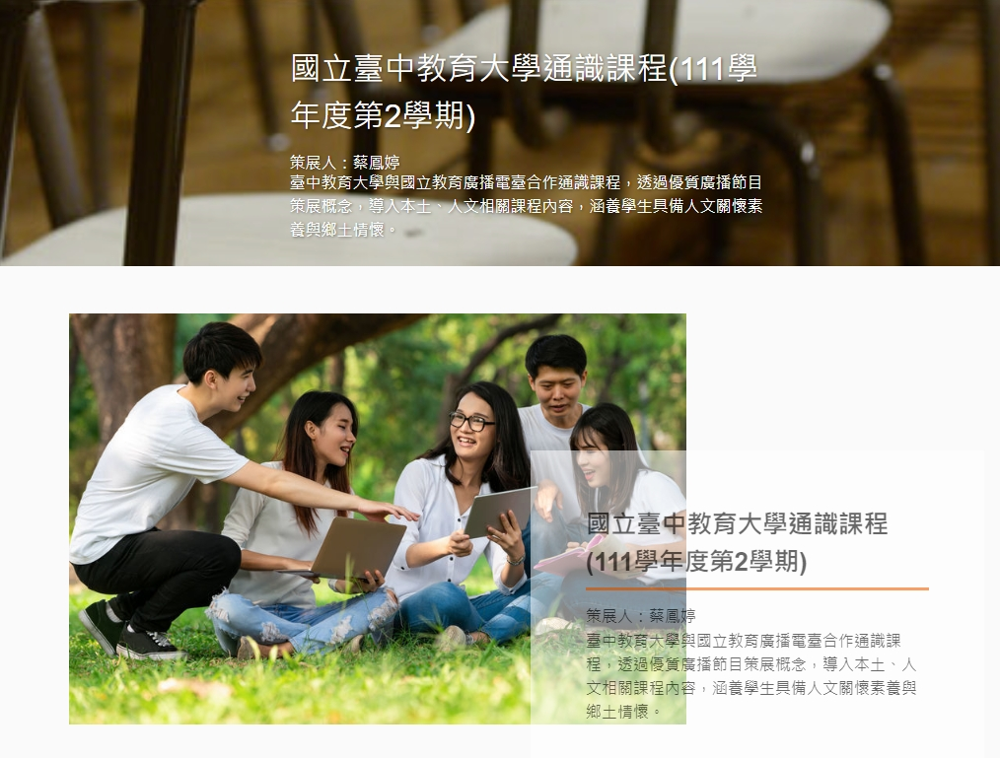 國立臺中教育大學通識課程(111學
年度第2學期)
策展人：蔡鳳婷
臺中教育大學與國立教育廣播電臺合作通識課程，透過優質廣播節目
策展概念，導入本土、人文相關課程內容，涵養學生具備人文關懷素
養與鄉土情懷。
國立臺中教育大學通識課程
(111學年度第2學期)
策展人：蔡鳳婷
臺中教育大學與國立教育廣播電臺合作通識課
程，透過優質廣播節目策展概念，導入本土、人
文相關課程內容，涵養學生具備人文關懷素養與
鄉土情懷。